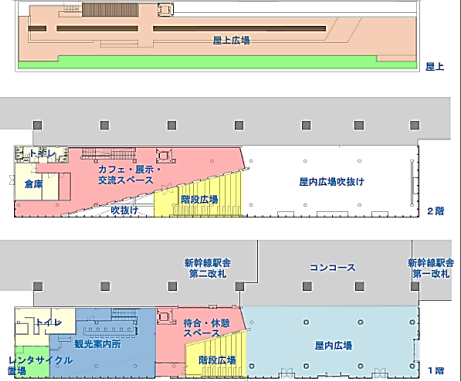 屋上広場
屋上
トイレ
カフェ・展示・
交流スペース
倉庫
階段広場
屋内広場吹抜け
吹抜け
2階
新幹線駅舎
第二改札
コンコース
新幹線駅舎
第一改札
トイレ
観光案内所
待合・休憩
スペース
屋内広場
階段広場
レンタサイクル
置場
1階